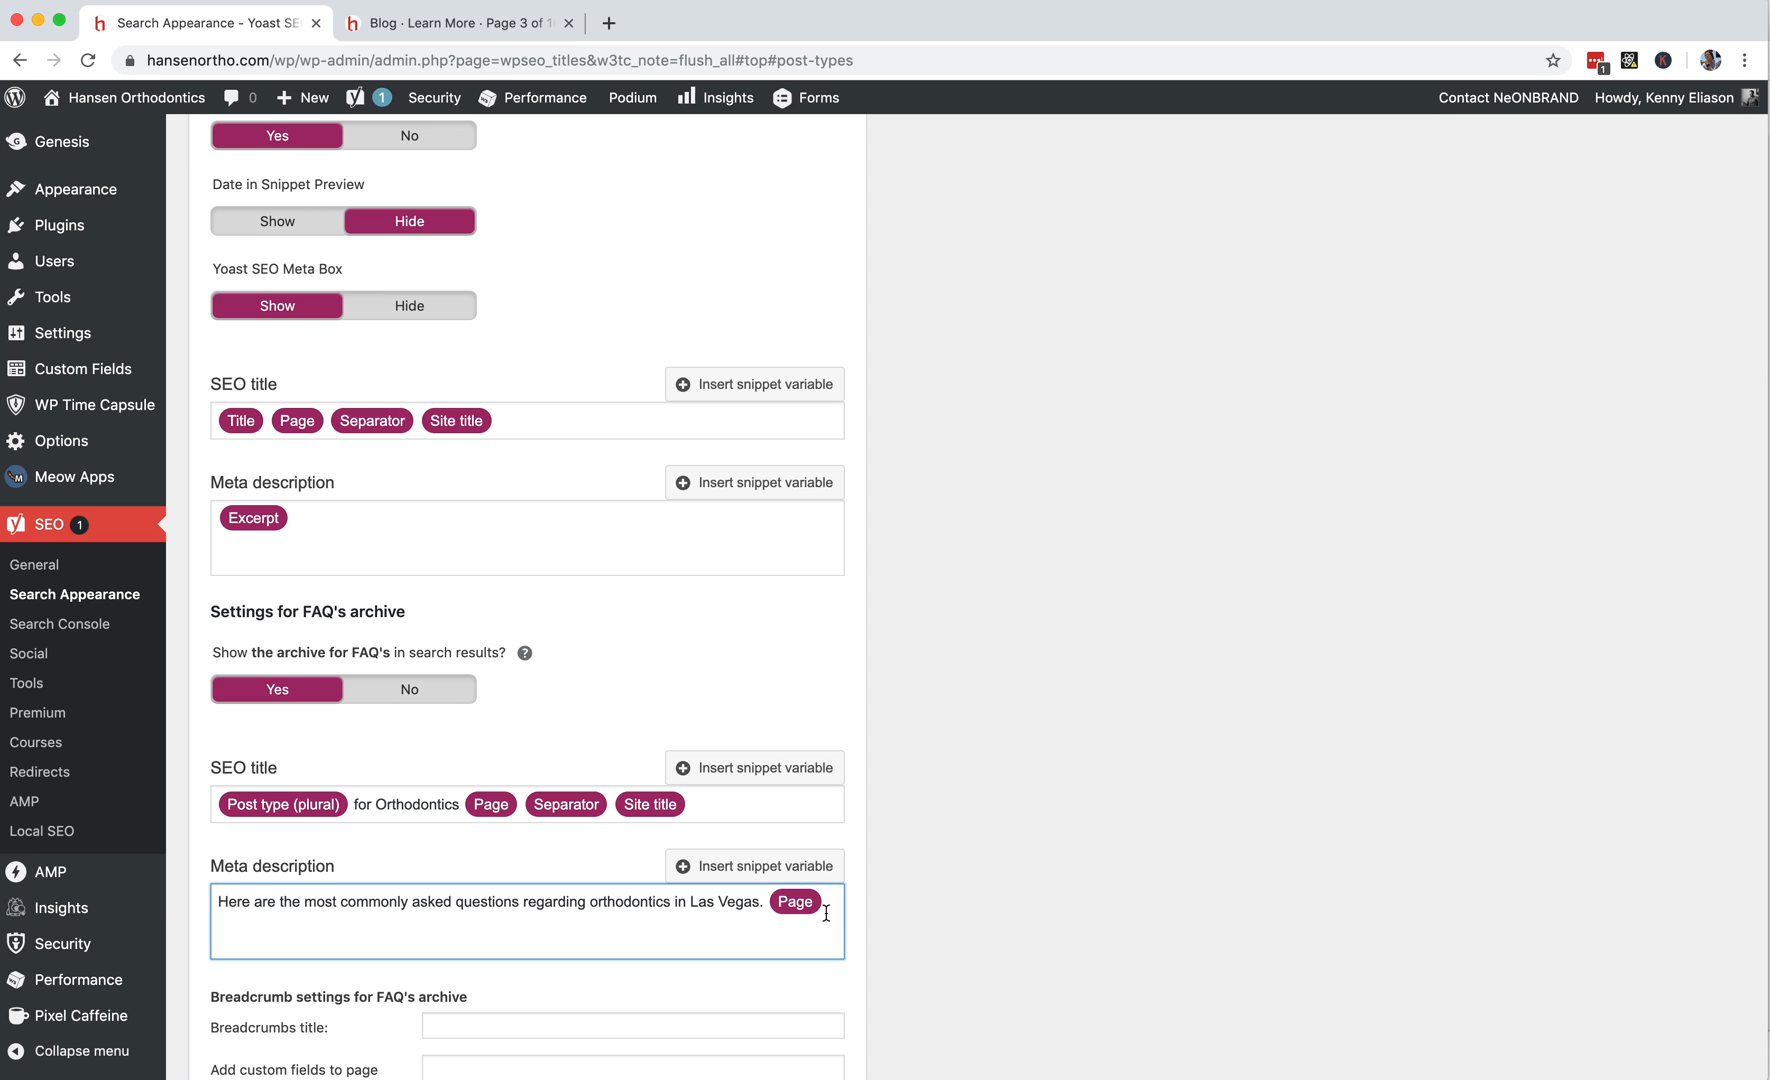 Search Appearance - Yoast SE
Blog · Learn More · Page 3 of 1
hansenortho.com/wp/wp-admin/admin.php?page=wpseo_titles&w3tc_note=flush_all#top#post-types
1
K
Hansen Orthodontics
0
New
1
Security
Performance
Podium
Insights
Forms
Contact NeONBRAND
Howdy, Kenny Eliason
Genesis
Appearance
Plugins
Users
Tools
Settings
Custom Fields
WP Time Capsule
Options
Meow Apps
SEO 1
General
Search Appearance
Search Console
Social
Tools
Premium
Courses
Redirects
AMP
Local SEO
AMP
Insights
Security
Performance
Pixel Caffeine
Collapse menu
Yes No
Date in Snippet Preview
Show Hide
Yoast SEO Meta Box
Show Hide
SEO title
Insert snippet variable
Title Page Separator Site title
Meta description
Insert snippet variable
Excerpt
Settings for FAQ's archive
Show the archive for FAQ's in search results? ?
Yes No
SEO title
Insert snippet variable
Post type (plural) for Orthodontics Page Separator Site title
Meta description
Insert snippet variable
Here are the most commonly asked questions regarding orthodontics in Las Vegas. Page
Breadcrumb settings for FAQ's archive
Breadcrumbs title:
Add custom fields to page